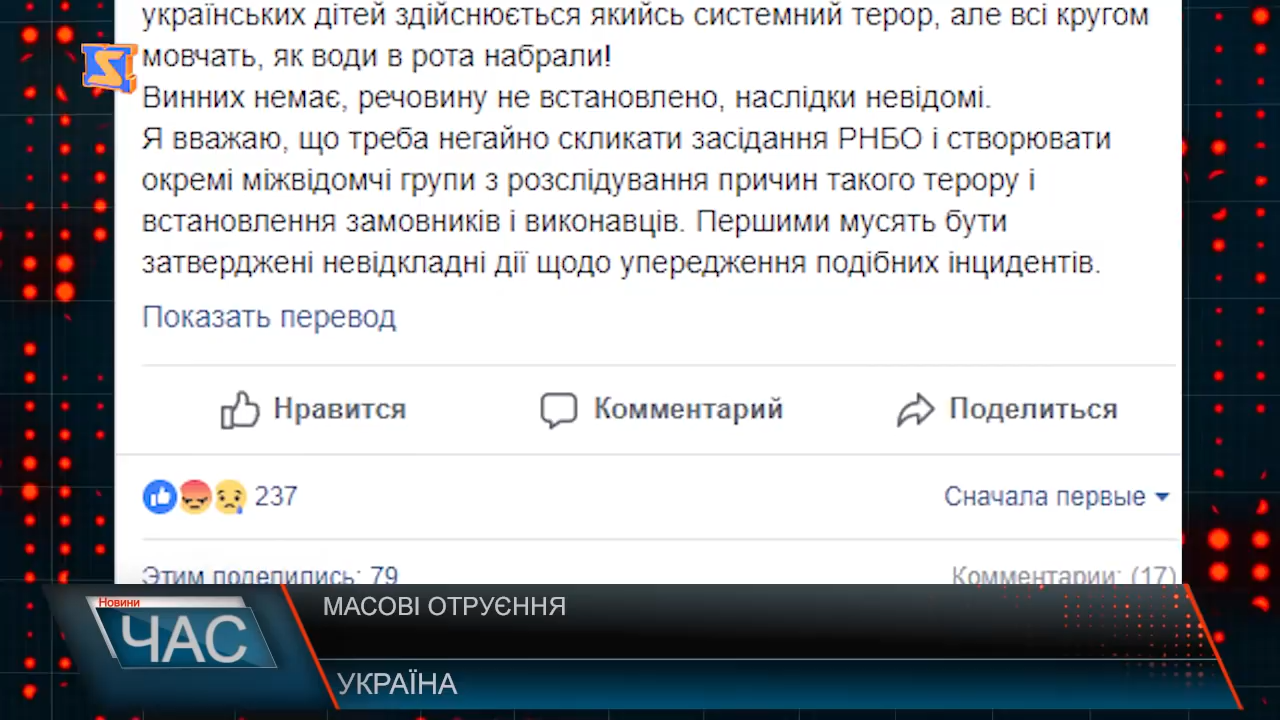 українських дітей здійснюється якийсь системний терор, але всі кругом
мовчать, як води в рота набрали!
Винних немає, речовину не встановлено, наслідки невідомі.
Я вважаю, що треба негайно скликати засідання РНБО і створювати
окремі міжвідомчі групи з розслідування причин такого терору і
встановлення замовників і виконавців. Першими мусять бути
затверджені невідкладні дії щодо упередження подібних інцидентів.
Показать перевод
Нравится Комментарий Поделиться
237 Сначала первые
Этим поделились: 79 Комментарии: (17)
Новини
ЧАС
МАСОВІ ОТРУЄННЯ
УКРАЇНА